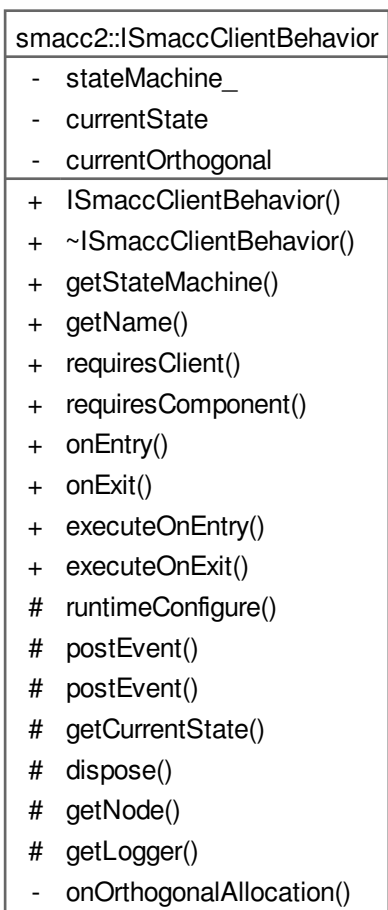 smacc2::ISmaccClientBehavior
- stateMachine_
- currentState
- currentOrthogonal
+ ISmaccClientBehavior()
+ ~ISmaccClientBehavior()
+ getStateMachine()
+ getName()
+ requiresClient()
+ requiresComponent()
+ onEntry()
+ onExit()
+ executeOnEntry()
+ executeOnExit()
# runtimeConfigure()
# postEvent()
# postEvent()
# getCurrentState()
# dispose()
# getNode()
# getLogger()
- onOrthogonalAllocation()